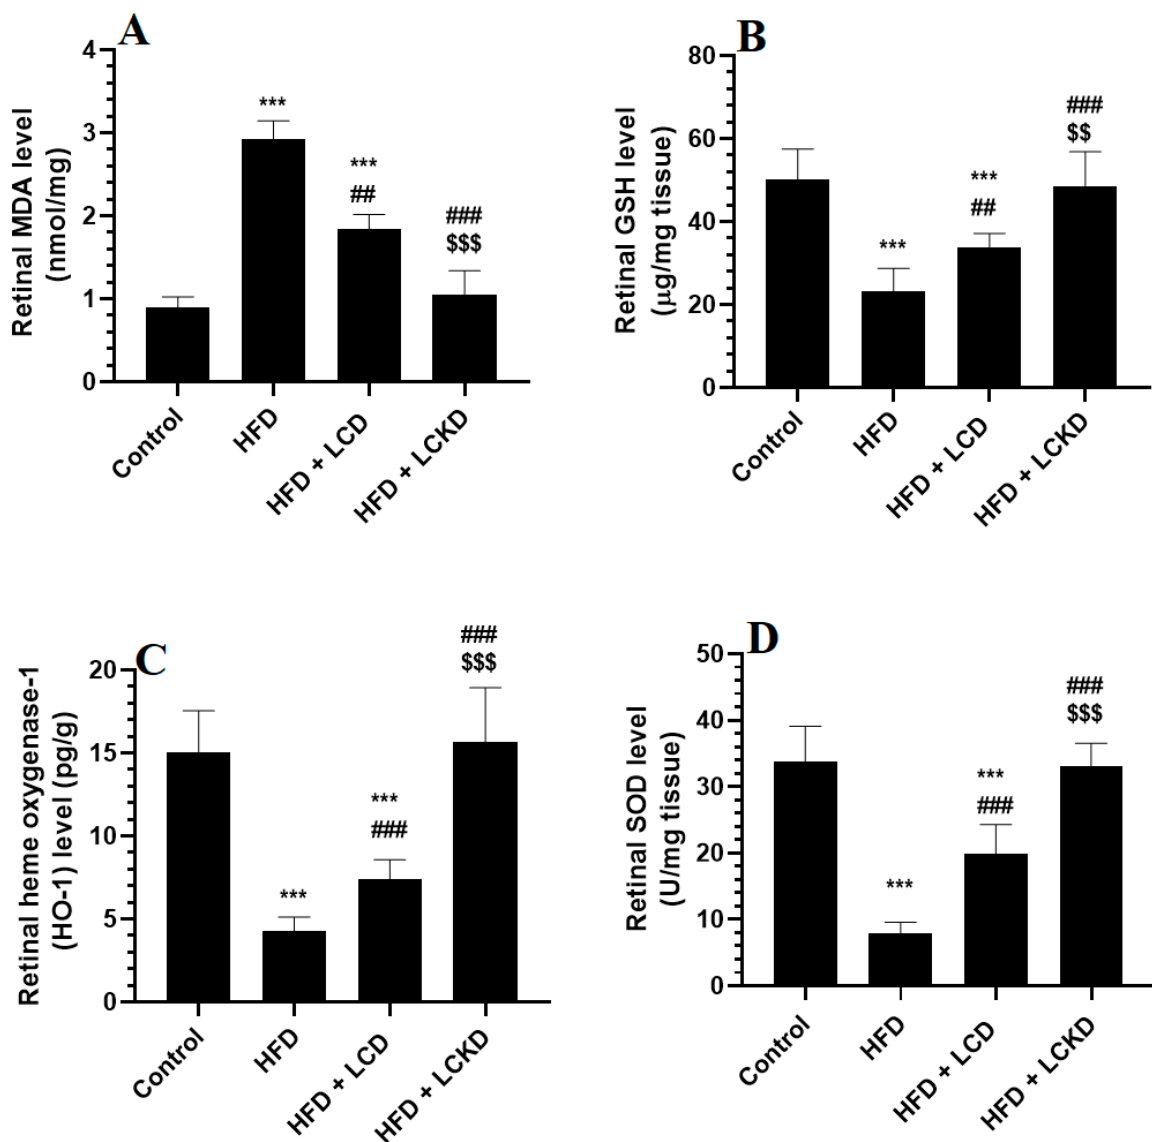 A
Retinal MDA level
(nmol/mg)
4
3
2
1
0
***
***
##
###
$$$
Control
HFD
HFD + LCD
HFD + LCKD
B
Retinal GSH level
(μg/mg tissue)
80
60
40
20
0
***
***
##
###
$$
Control
HFD
HFD + LCD
HFD + LCKD
C
Retinal heme oxygenase-1
(HO-1) level (pg/g)
20
15
10
5
0
***
***
###
###
$$$
Control
HFD
HFD + LCD
HFD + LCKD
D
Retinal SOD level
(U/mg tissue)
50
40
30
20
10
0
***
***
###
###
$$$
Control
HFD
HFD + LCD
HFD + LCKD